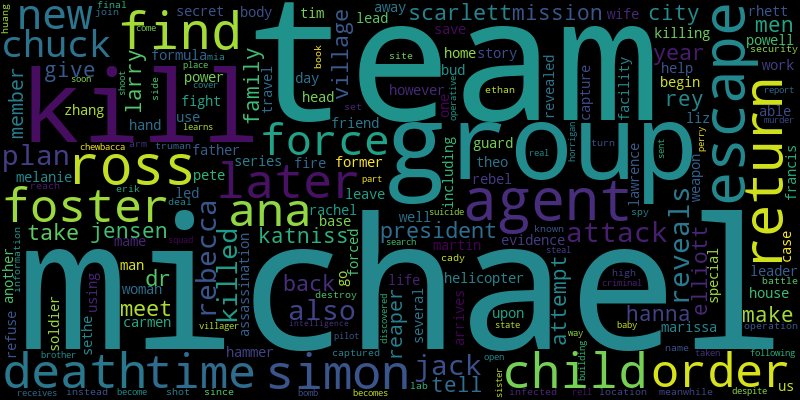 huang
final
join
new
chuck
secret
body
tim
away
lead
scarlett
mission
wife
city
rhett
men
killing
powell
security
come
book
team
find
formula
mia
save
home
story
year
use
work
report
give
larry
place
power
shoot
soon
side
cover
family
village
travel
day
site
bud
revealed
facility
help
begin
able
murder
member
zhang
fight
learns
head
however
set
one
operative
ethan
capture
rey
liz
escape
return
kill
hand
friend
force
group
guard
real
horrigan
turn
sent
weapon
perry
plan
chewbacca
arm
truman
father
series
fire
former
including
theo
rebel
lawrence
francis
melanie
ross
pete
later
part
leave
agent
spy
reveals
case
reach
erik
deal
led
rachel
well
suicide
known
steal
foster
ana
katniss
base
president
evidence
attack
leader
battle
take
jensen
rebecca
killed
forced
search
martin
cady
elliott
special
house
information
another
squad
mame
dr
assassination
go
life
helicopter
high
criminal
hanna
make
man
meet
using
woman
back
destroy
several
arrives
upon
attempt
marissa
operation
michael
soldier
sethe
carmen
villager
also
intelligence
pilot
discovered
reaper
state
baby
way
name
taken
following
refuse
brother
hammer
captured
lab
open
building
death
time
simon
jack
tell
child
order
us
receives
instead
become
shot
since
bomb
becomes
sister
infected
rell
location
meanwhile
despite